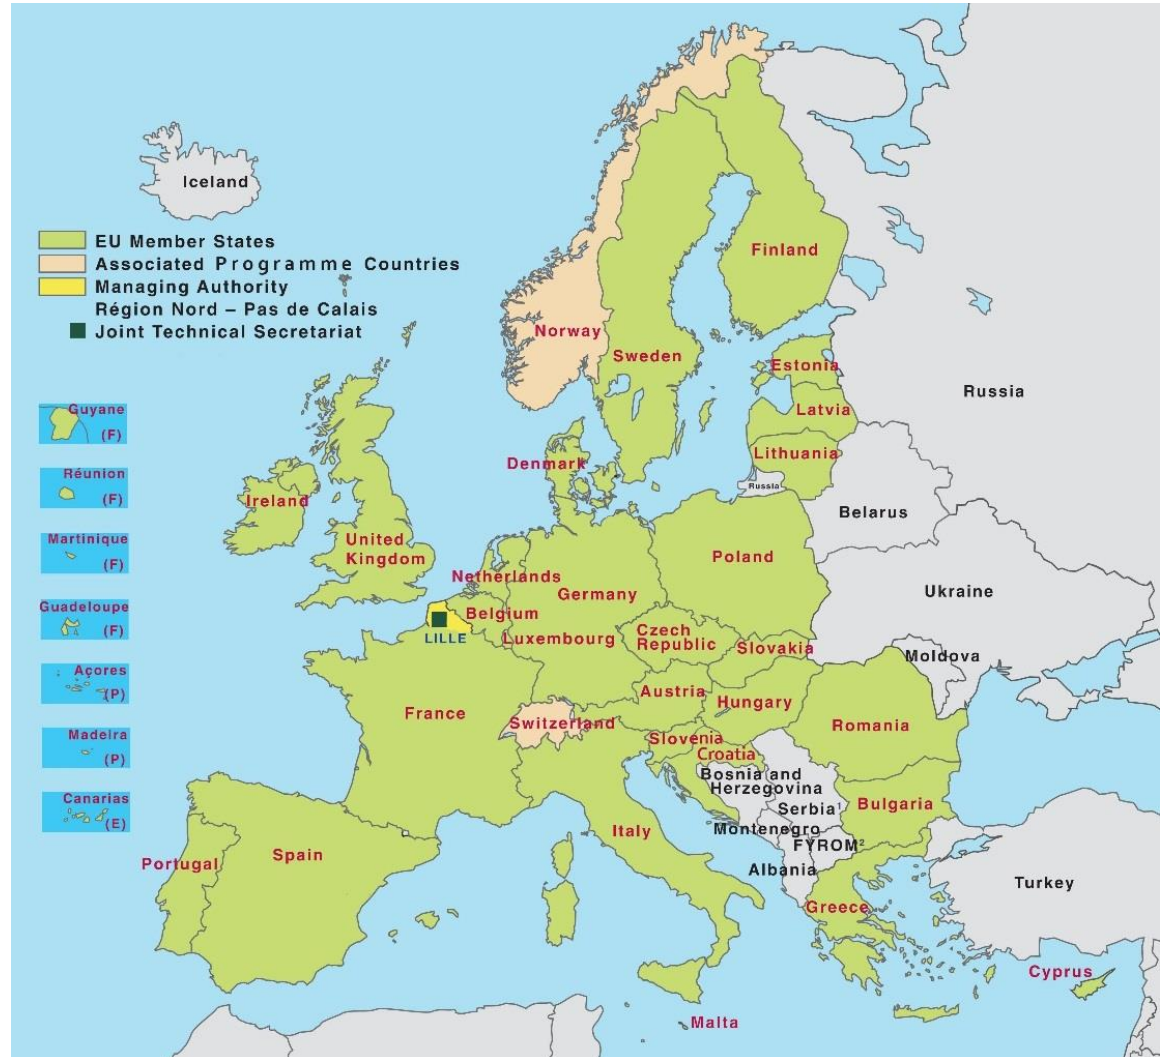 Iceland
EU Member States
Associated Programme Countries
Managing Authority
Région Nord – Pas de Calais
Joint Technical Secretariat
Finland
Norway
Sweden
Estonia
Russia
Latvia
Lithuania
Denmark
Russia
Belarus
Guyane
(F)
Réunion
(F)
Martinique
(F)
Guadeloupe
(F)
Açores
(P)
Madeira
(P)
Canarias
(E)
Ireland
United
Kingdom
Netherlands
Poland
Germany
Ukraine
Belgium
LILLE
Luxembourg
Czech
Republic
Slovakia
Moldova
Austria
Hungary
France
Switzerland
Romania
Slovenia
Croatia
Bosnia and
Herzegovina
Serbia¹
Bulgaria
Montenegro
Italy
FYROM²
Albania
Portugal
Spain
Turkey
Greece
Cyprus
Malta